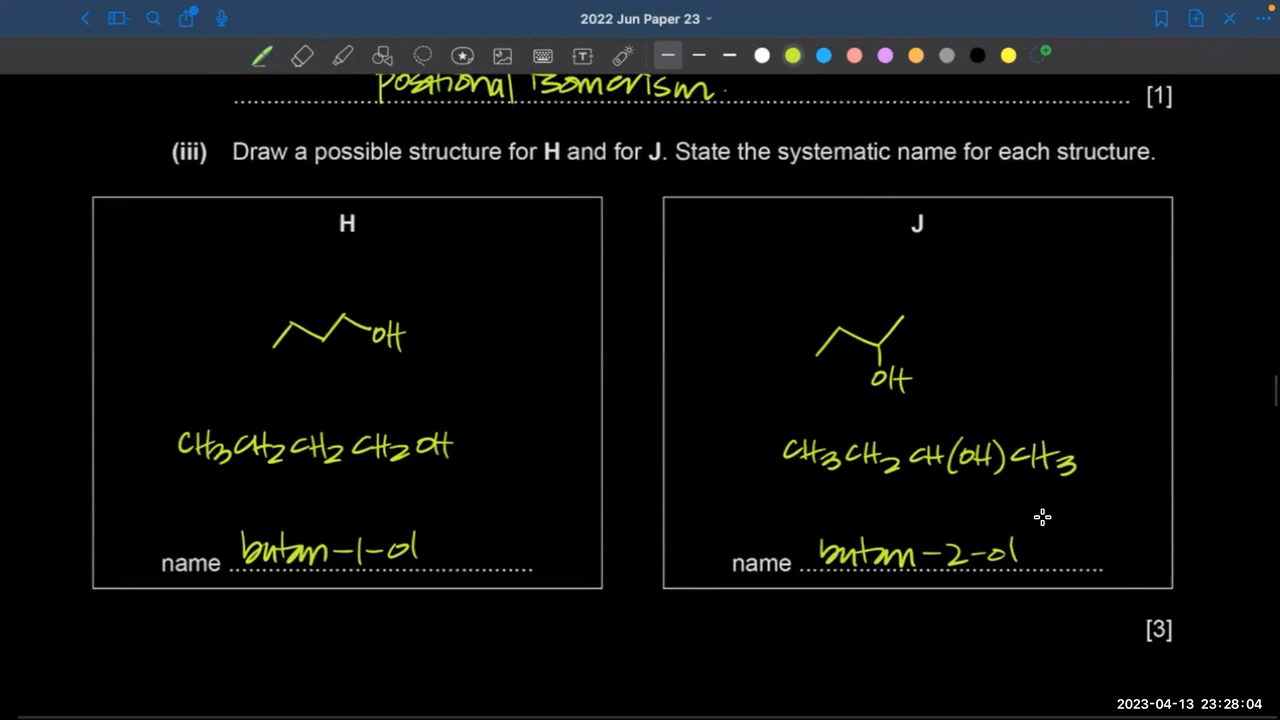 2022 Jun Paper 23
positional isomerism. [1]
(iii) Draw a possible structure for H and for J. State the systematic name for each structure.
H
OH
CH3CH2CH2CH2OH
name butan-1-ol
J
OH
CH3CH2CH(OH)CH3
name butan-2-ol
[3]
2023-04-13 23:28:04